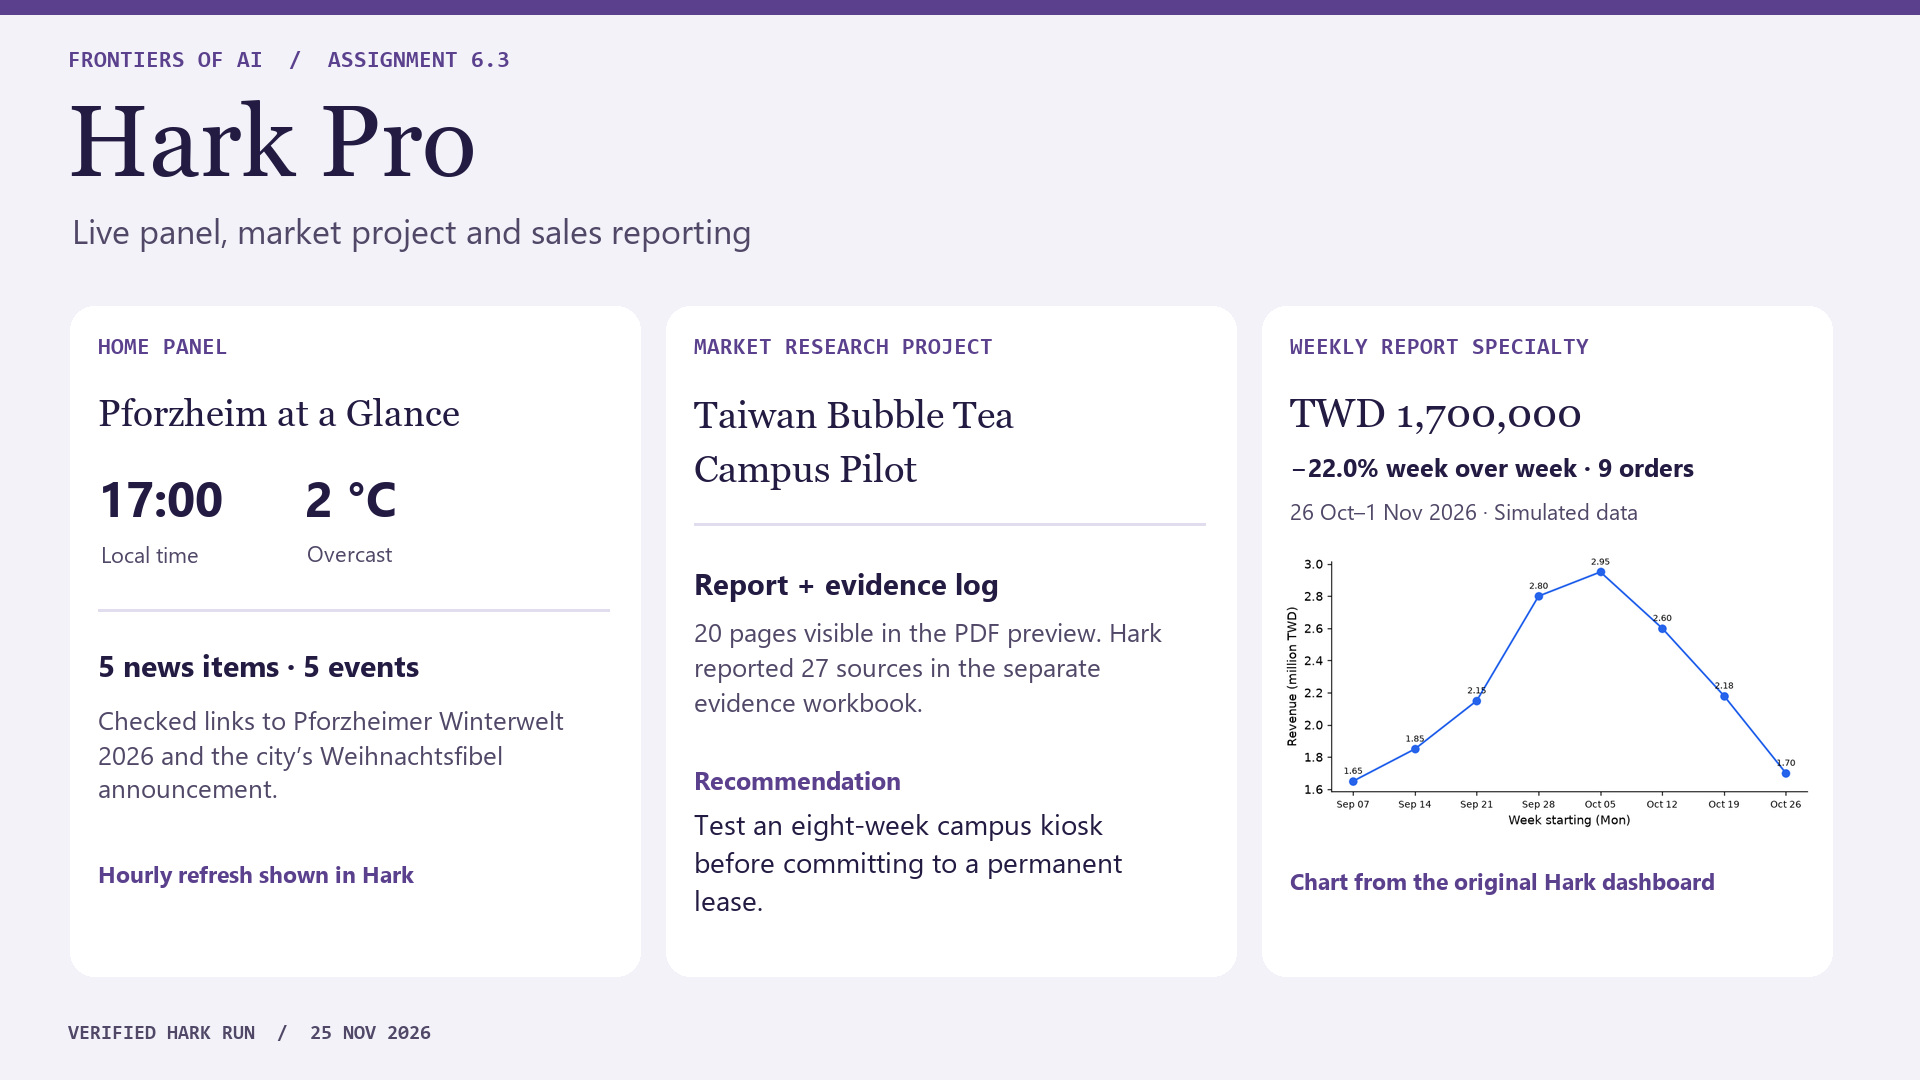 FRONTIERS OF AI / ASSIGNMENT 6.3
Hark Pro
Live panel, market project and sales reporting
HOME PANEL
Pforzheim at a Glance
17:00
Local time
2 °C
Overcast
5 news items · 5 events
Checked links to Pforzheimer Winterwelt
2026 and the city’s Weihnachtsfibel
announcement.
Hourly refresh shown in Hark
MARKET RESEARCH PROJECT
Taiwan Bubble Tea
Campus Pilot
Report + evidence log
20 pages visible in the PDF preview. Hark
reported 27 sources in the separate
evidence workbook.
Recommendation
Test an eight-week campus kiosk
before committing to a permanent
lease.
WEEKLY REPORT SPECIALTY
TWD 1,700,000
−22.0% week over week · 9 orders
26 Oct–1 Nov 2026 · Simulated data
Revenue (million TWD)
3.0
2.8
2.6
2.4
2.2
2.0
1.8
1.6
1.65
1.85
2.15
2.80
2.95
2.60
2.18
1.70
Sep 07 Sep 14 Sep 21 Sep 28 Oct 05 Oct 12 Oct 19 Oct 26
Week starting (Mon)
Chart from the original Hark dashboard
VERIFIED HARK RUN / 25 NOV 2026